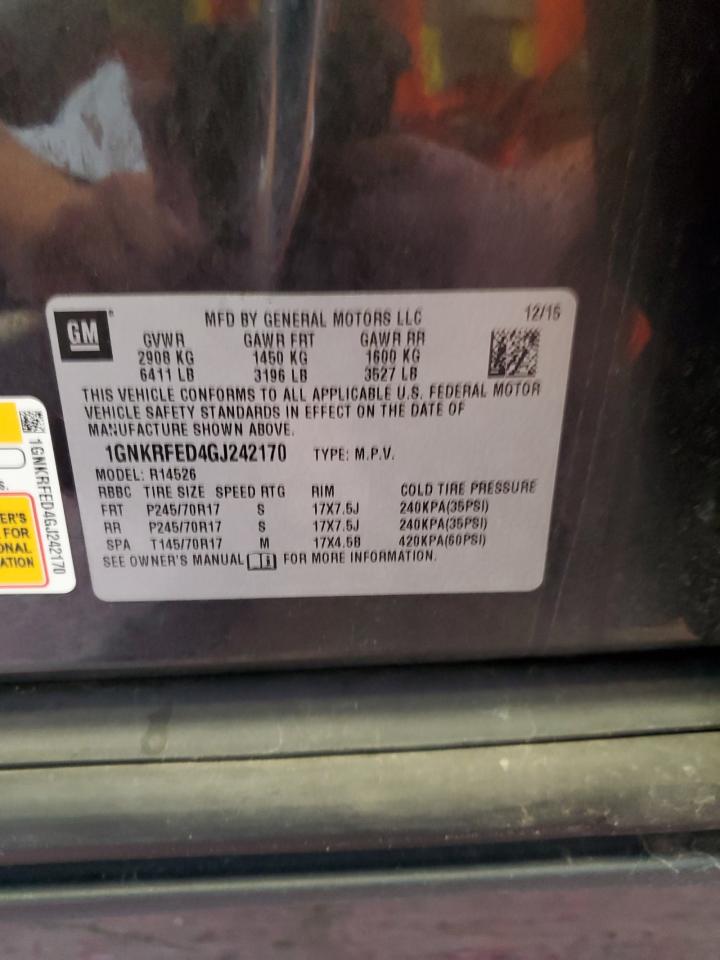 GM
MFD BY GENERAL MOTORS LLC
12/15
GVWR GAWR FRT GAWR RR
2908 KG 1450 KG 1600 KG
6411 LB 3196 LB 3527 LB
THIS VEHICLE CONFORMS TO ALL APPLICABLE U.S. FEDERAL MOTOR
VEHICLE SAFETY STANDARDS IN EFFECT ON THE DATE OF
MANUFACTURE SHOWN ABOVE.
1GNKRFED4GJ242170 TYPE: M.P.V.
MODEL: R14526
RBBC TIRE SIZE SPEED RTG RIM COLD TIRE PRESSURE
FRT P245/70R17 S 17X7.5J 240KPA(35PSI)
RR P245/70R17 S 17X7.5J 240KPA(35PSI)
SPA T145/70R17 M 17X4.5B 420KPA(60PSI)
SEE OWNER'S MANUAL FOR MORE INFORMATION.
1GNKRFED4GJ242170
S.
ER'S
FOR
ONAL
ATION